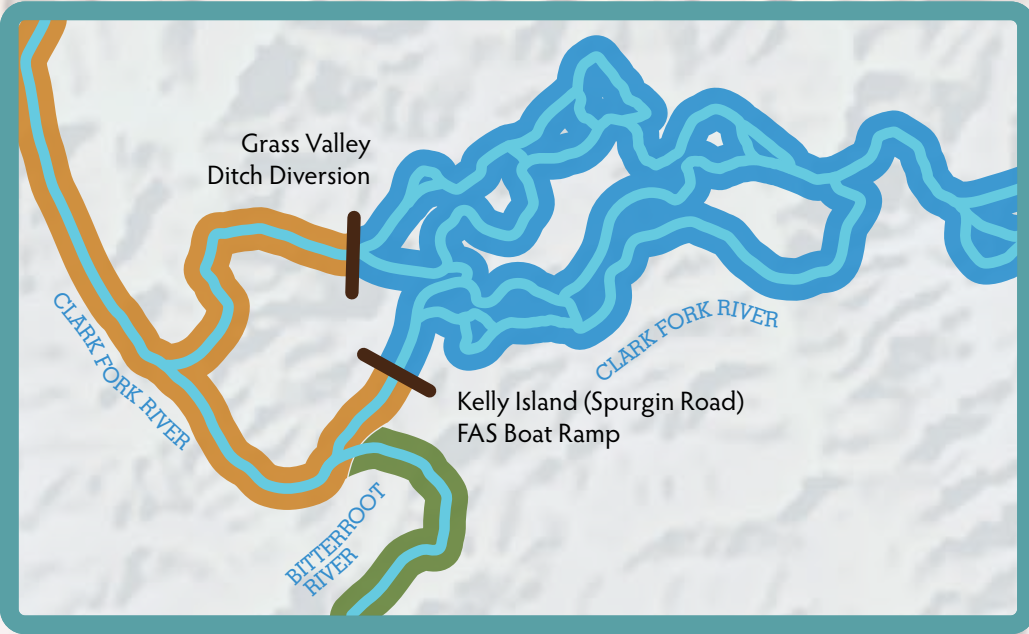 Grass Valley
Ditch Diversion
CLARK FORK RIVER
CLARK FORK RIVER
Kelly Island (Spurgin Road)
FAS Boat Ramp
BITTERROOT
RIVER